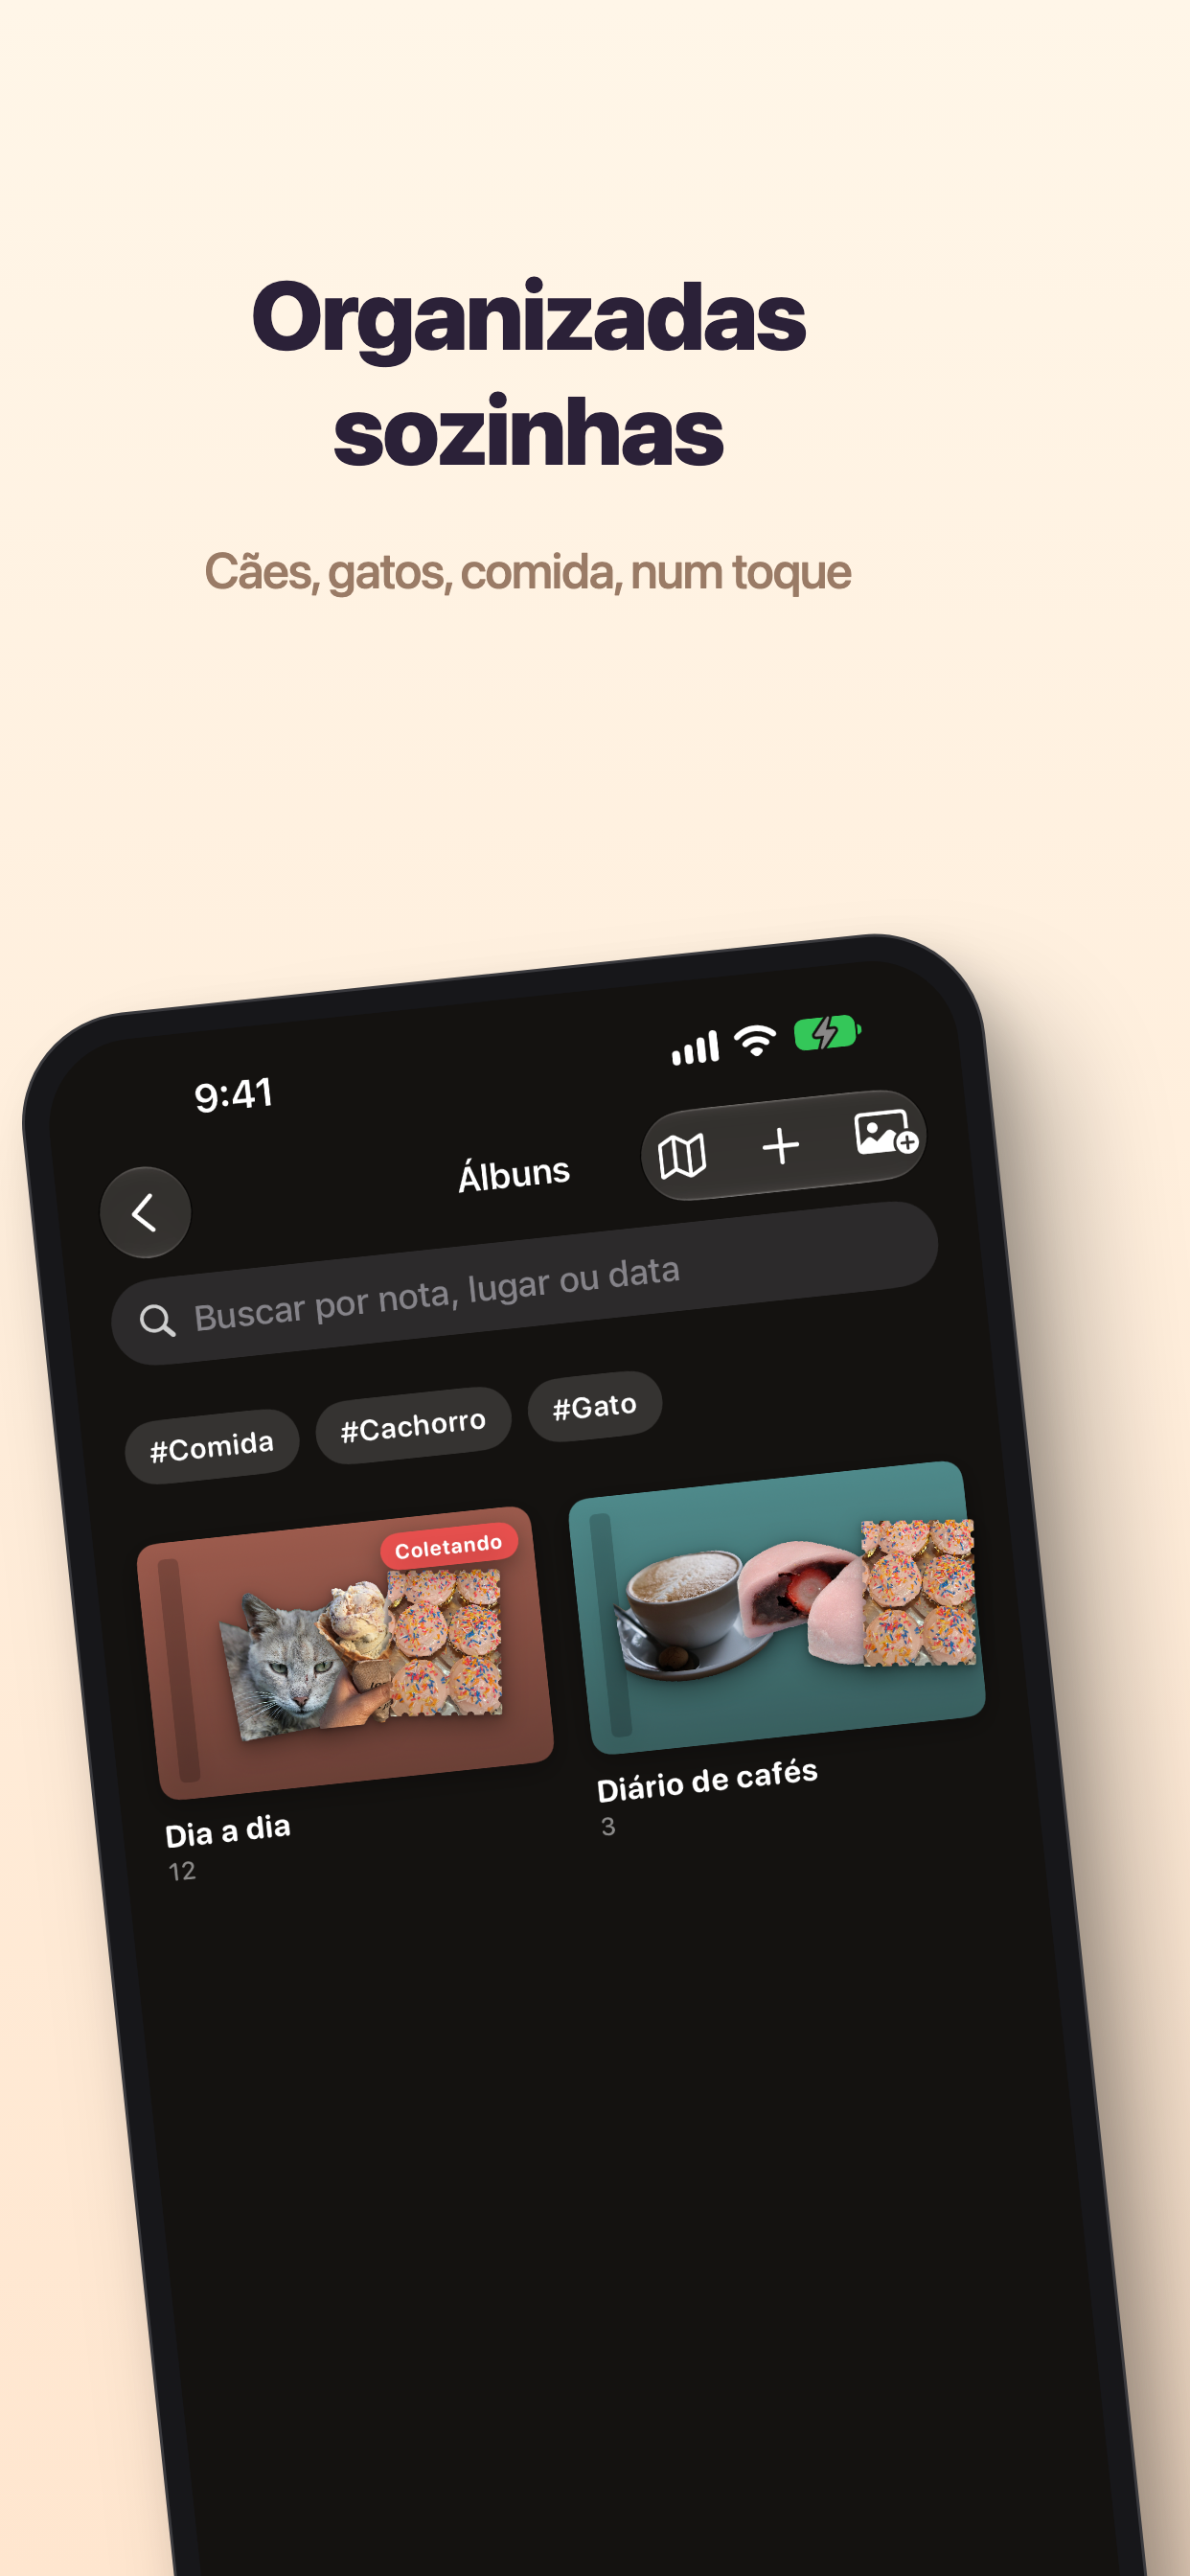 Organizadas
sozinhas
Cães, gatos, comida, num toque
9:41
Álbuns
Buscar por nota, lugar ou data
#Comida #Cachorro #Gato
Coletando
Dia a dia
12
Diário de cafés
3